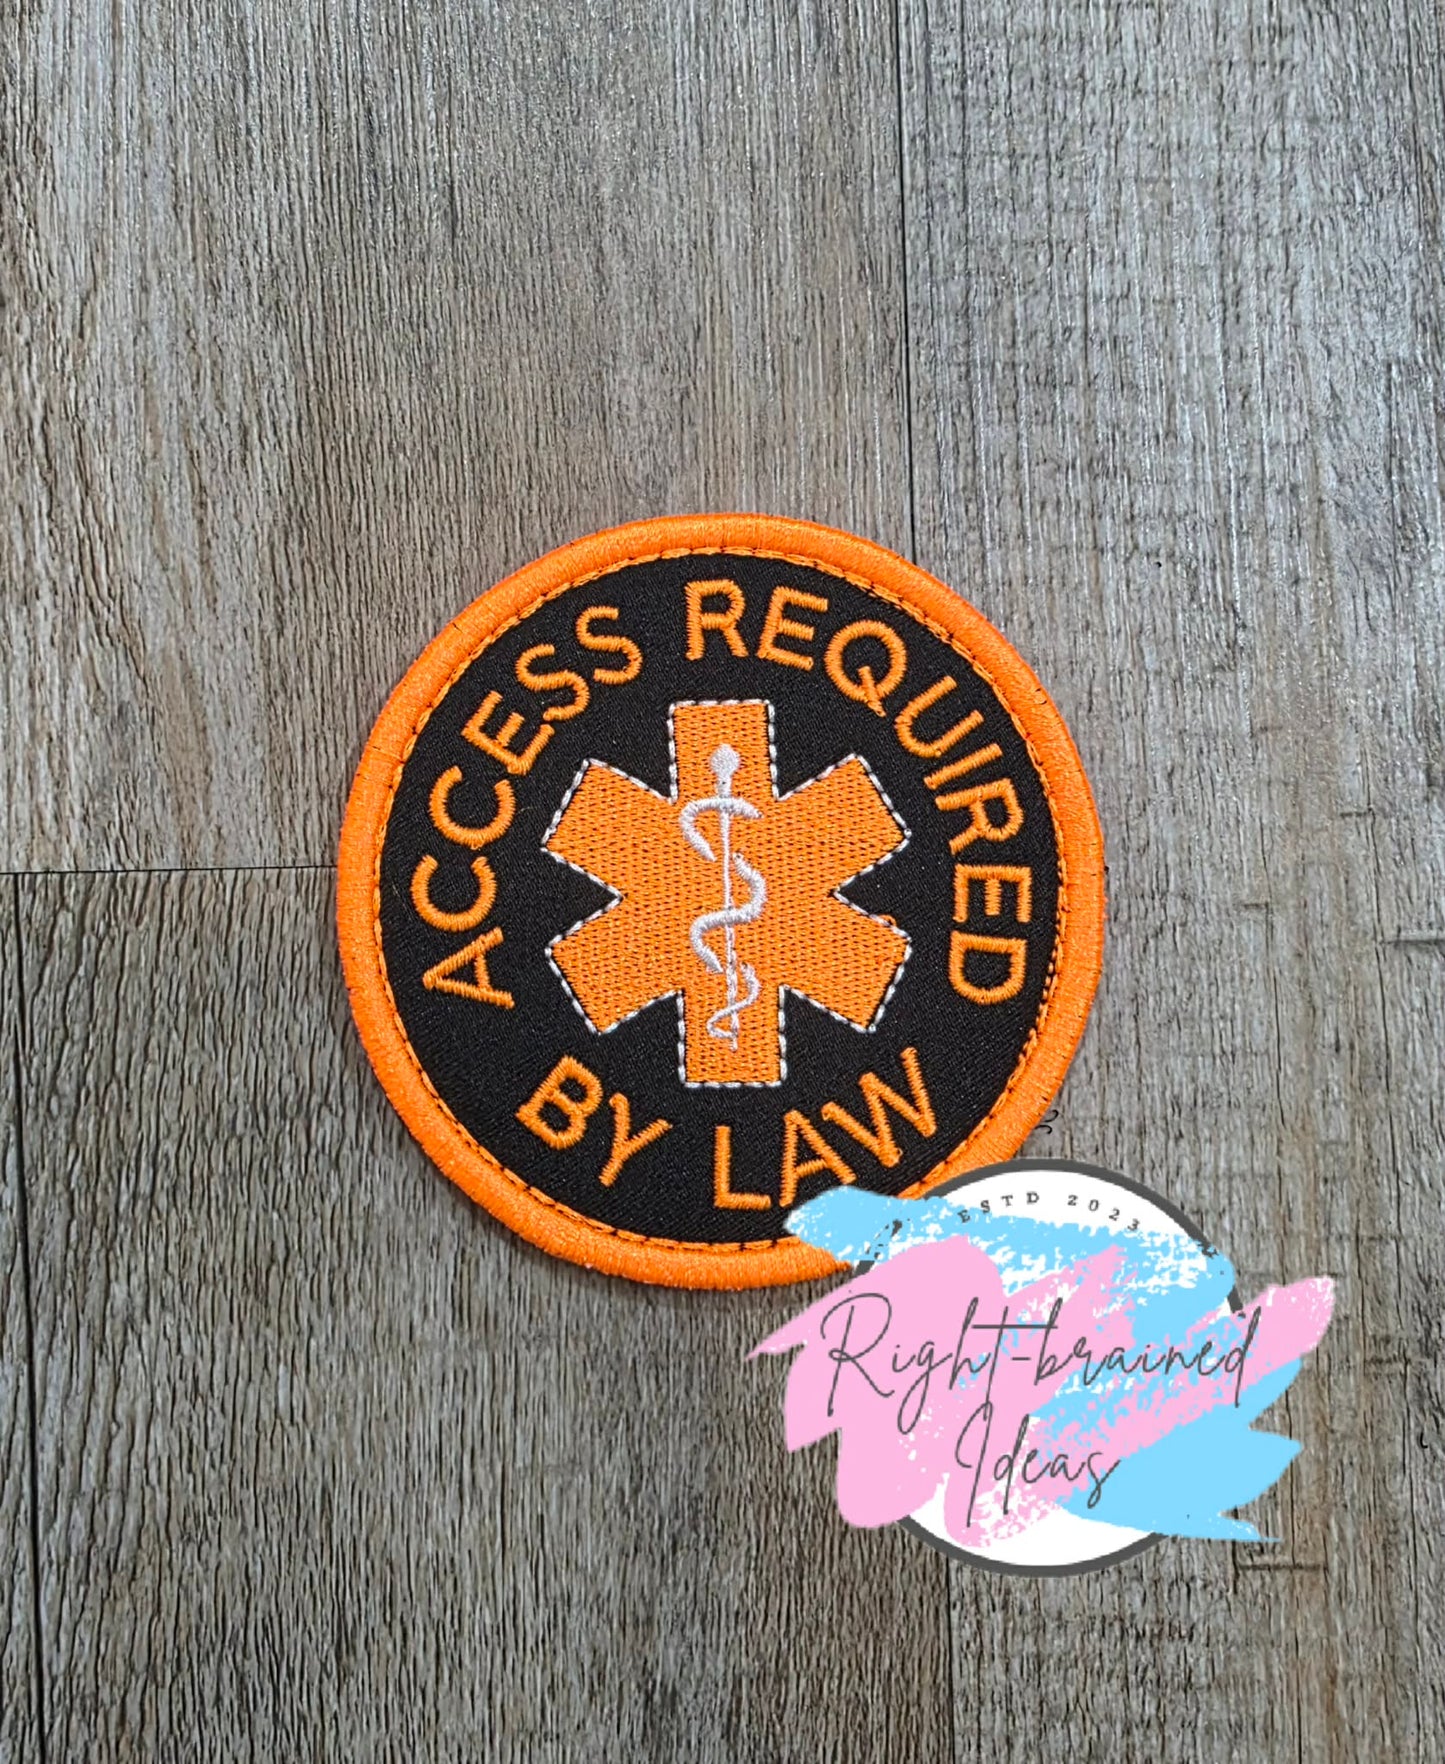 ACCESS REQUIRED
BY LAW
ESTD 2023
Right-brained
Ideas